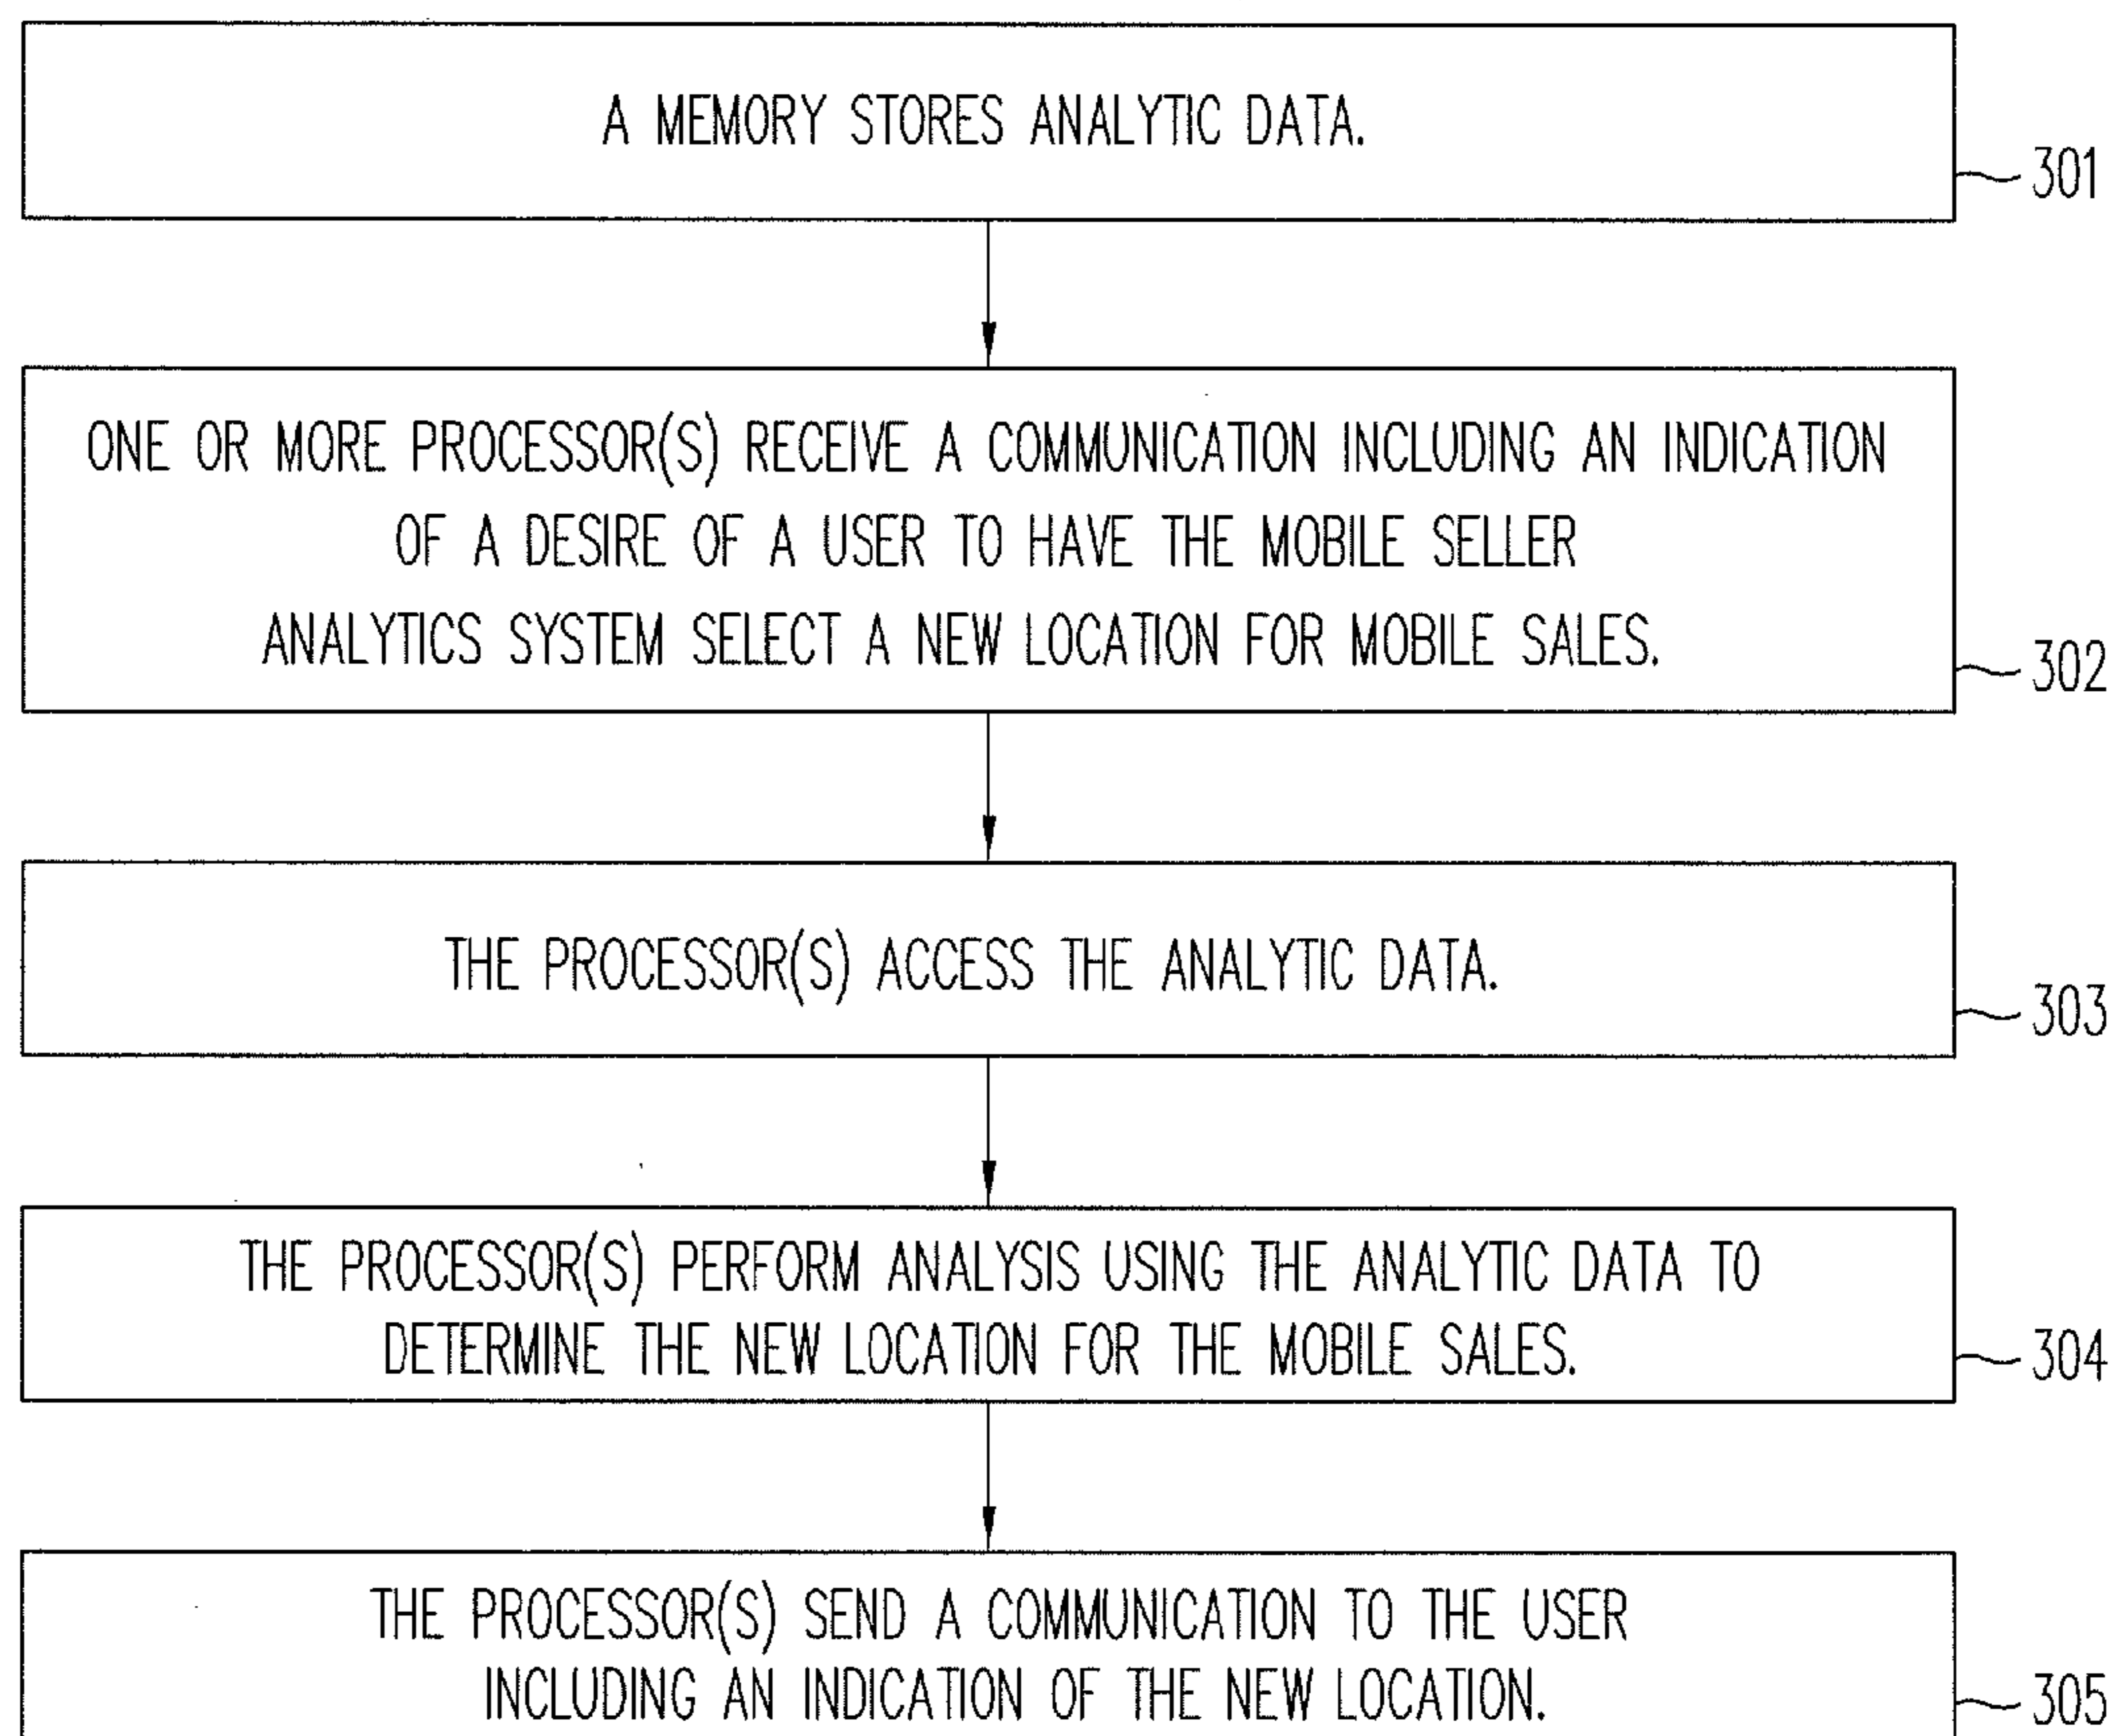 A MEMORY STORES ANALYTIC DATA.
301
ONE OR MORE PROCESSOR(S) RECEIVE A COMMUNICATION INCLUDING AN INDICATION
OF A DESIRE OF A USER TO HAVE THE MOBILE SELLER
ANALYTICS SYSTEM SELECT A NEW LOCATION FOR MOBILE SALES.
302
THE PROCESSOR(S) ACCESS THE ANALYTIC DATA.
303
THE PROCESSOR(S) PERFORM ANALYSIS USING THE ANALYTIC DATA TO
DETERMINE THE NEW LOCATION FOR THE MOBILE SALES.
304
THE PROCESSOR(S) SEND A COMMUNICATION TO THE USER
INCLUDING AN INDICATION OF THE NEW LOCATION.
305